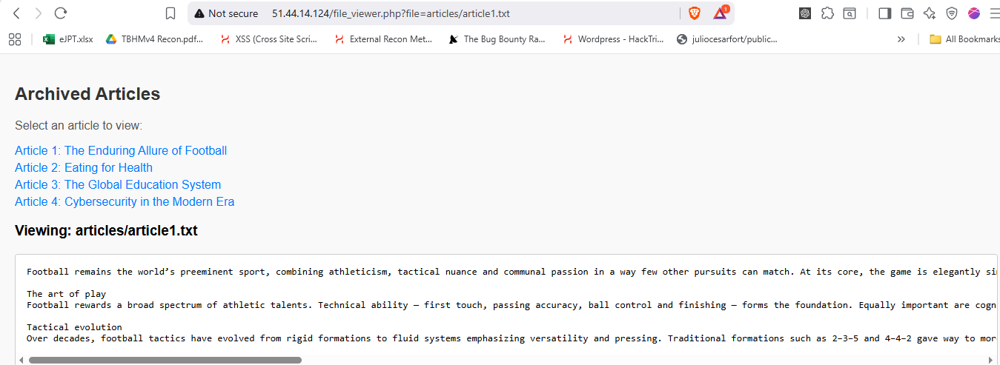 Not secure 51.44.14.124/file_viewer.php?file=articles/article1.txt 1
eJPT.xlsx TBHMv4 Recon.pdf... XSS (Cross Site Scri... External Recon Met... The Bug Bounty Ra... Wordpress - HackTri... juliocesarfort/public... » All Bookmarks
Archived Articles
Select an article to view:
Article 1: The Enduring Allure of Football
Article 2: Eating for Health
Article 3: The Global Education System
Article 4: Cybersecurity in the Modern Era
Viewing: articles/article1.txt
Football remains the world’s preeminent sport, combining athleticism, tactical nuance and communal passion in a way few other pursuits can match. At its core, the game is elegantly si
The art of play
Football rewards a broad spectrum of athletic talents. Technical ability — first touch, passing accuracy, ball control and finishing — forms the foundation. Equally important are cogn
Tactical evolution
Over decades, football tactics have evolved from rigid formations to fluid systems emphasizing versatility and pressing. Traditional formations such as 2-3-5 and 4-4-2 gave way to mor